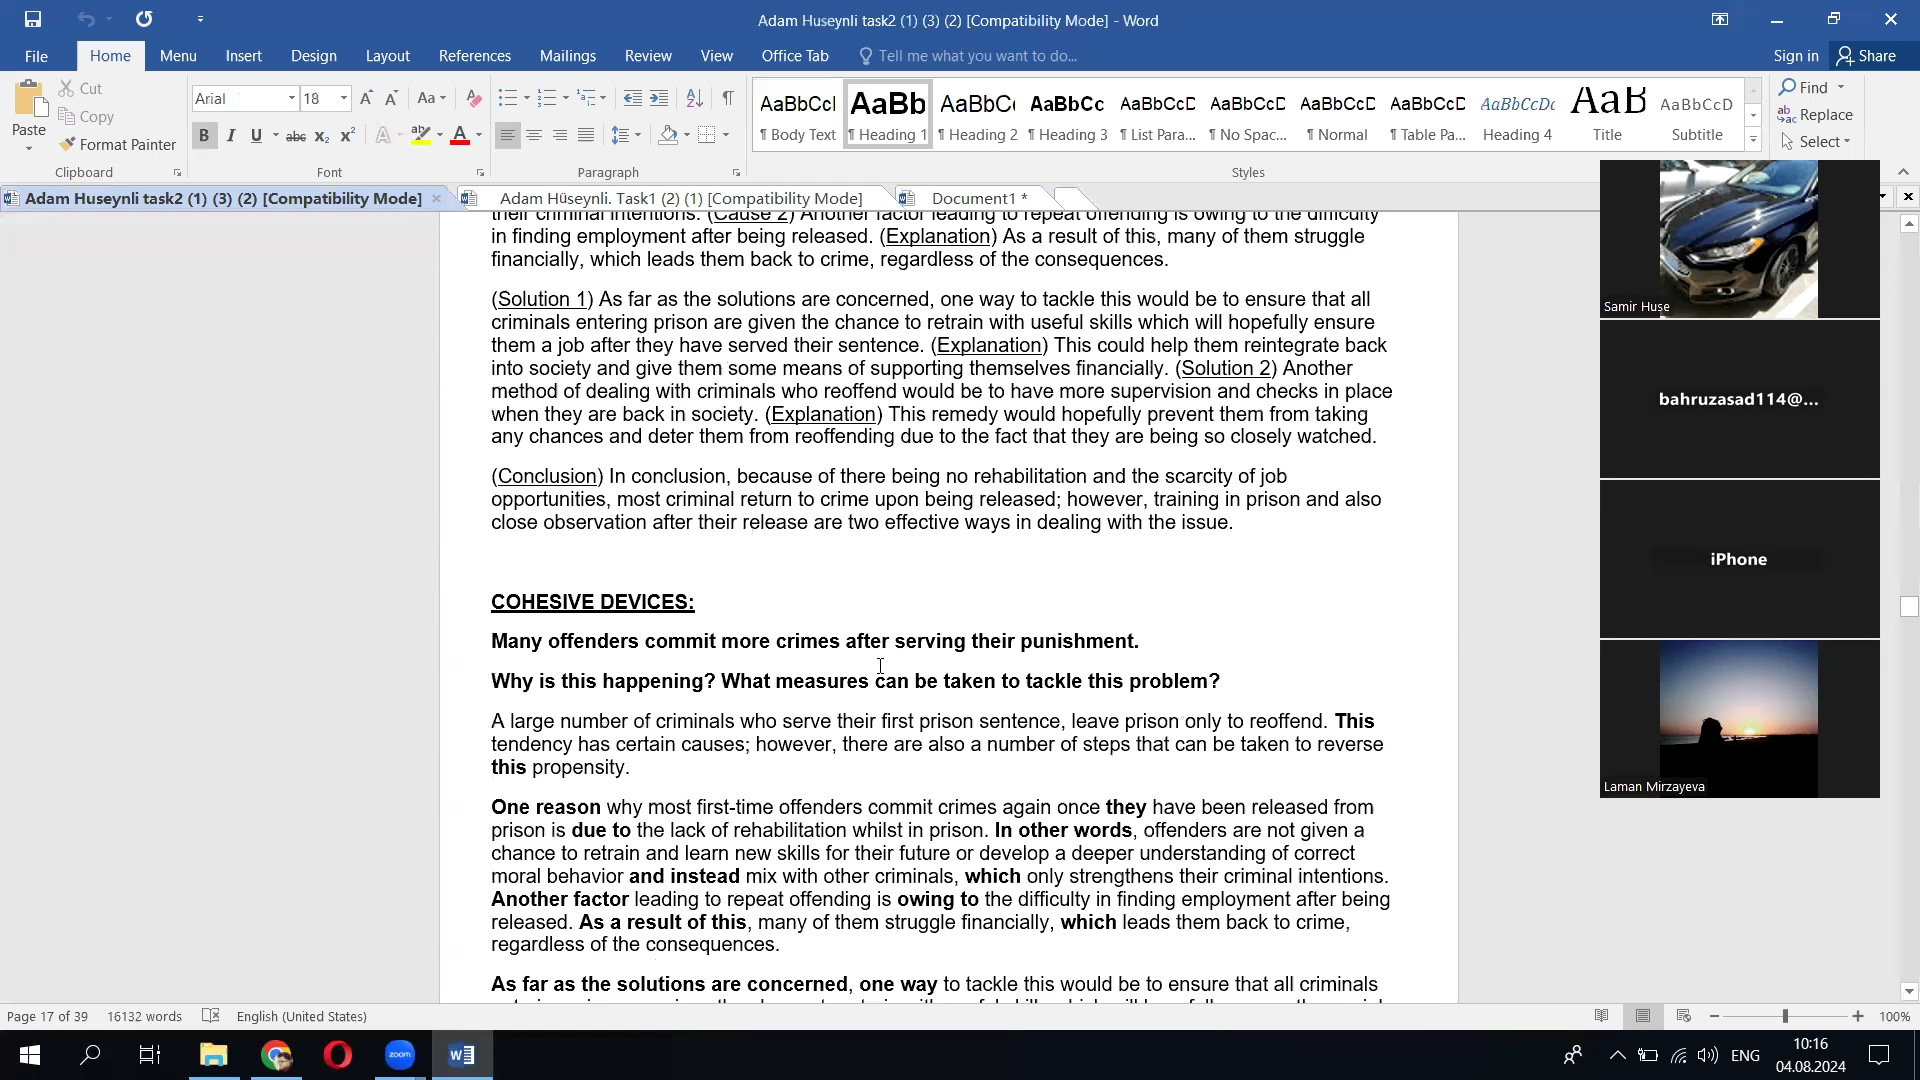 Adam Huseynli task2 (1) (3) (2) [Compatibility Mode] - Word
File Home Menu Insert Design Layout References Mailings Review View Office Tab Tell me what you want to do... Sign in Share
Paste Cut Copy Format Painter
Arial 18
AaBbCcI AaBb AaBbCc AaBbCc AaBbCcD AaBbCcD AaBbCcD AaBbCcD AaBbCcDc AaB AaBbCcD
¶ Body Text ¶ Heading 1 ¶ Heading 2 ¶ Heading 3 ¶ List Para... ¶ No Spac... ¶ Normal ¶ Table Pa... Heading 4 Title Subtitle
Find Replace Select
Clipboard Font Paragraph Styles
Adam Huseynli task2 (1) (3) (2) [Compatibility Mode] Adam Hüseynli. Task1 (2) (1) [Compatibility Mode] Document1 *
their criminal intentions. (Cause 2) Another factor leading to repeat offending is owing to the difficulty
in finding employment after being released. (Explanation) As a result of this, many of them struggle
financially, which leads them back to crime, regardless of the consequences.
(Solution 1) As far as the solutions are concerned, one way to tackle this would be to ensure that all
criminals entering prison are given the chance to retrain with useful skills which will hopefully ensure
them a job after they have served their sentence. (Explanation) This could help them reintegrate back
into society and give them some means of supporting themselves financially. (Solution 2) Another
method of dealing with criminals who reoffend would be to have more supervision and checks in place
when they are back in society. (Explanation) This remedy would hopefully prevent them from taking
any chances and deter them from reoffending due to the fact that they are being so closely watched.
(Conclusion) In conclusion, because of there being no rehabilitation and the scarcity of job
opportunities, most criminal return to crime upon being released; however, training in prison and also
close observation after their release are two effective ways in dealing with the issue.
COHESIVE DEVICES:
Many offenders commit more crimes after serving their punishment.
Why is this happening? What measures can be taken to tackle this problem?
A large number of criminals who serve their first prison sentence, leave prison only to reoffend. This
tendency has certain causes; however, there are also a number of steps that can be taken to reverse
this propensity.
One reason why most first-time offenders commit crimes again once they have been released from
prison is due to the lack of rehabilitation whilst in prison. In other words, offenders are not given a
chance to retrain and learn new skills for their future or develop a deeper understanding of correct
moral behavior and instead mix with other criminals, which only strengthens their criminal intentions.
Another factor leading to repeat offending is owing to the difficulty in finding employment after being
released. As a result of this, many of them struggle financially, which leads them back to crime,
regardless of the consequences.
As far as the solutions are concerned, one way to tackle this would be to ensure that all criminals
Samir Huse
bahruzasad114@...
iPhone
Laman Mirzayeva
Page 17 of 39 16132 words English (United States) 100%
zoom ENG 10:16
04.08.2024